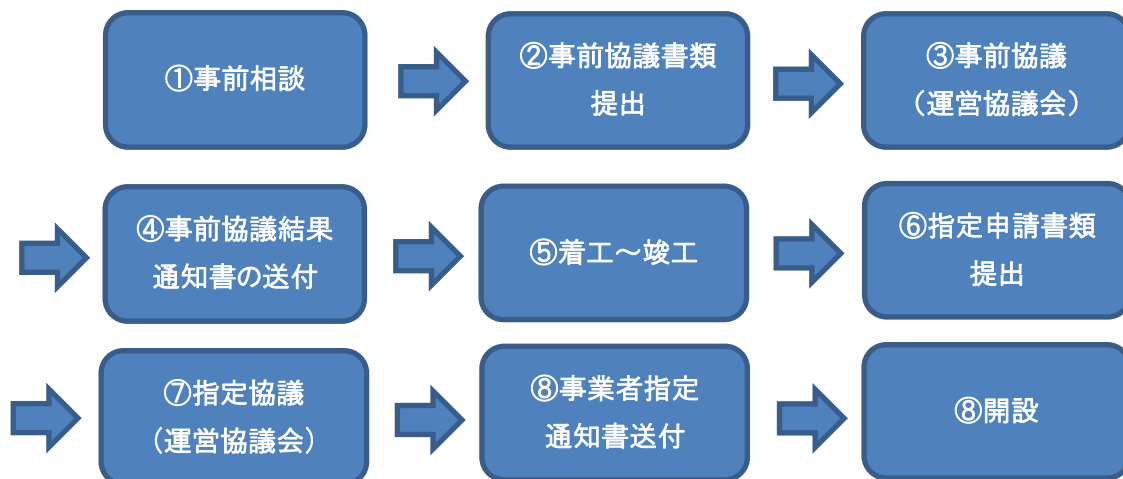 ①事前相談
②事前協議書類
提出
③事前協議
（運営協議会）
④事前協議結果
通知書の送付
⑤着工～竣工
⑥指定申請書類
提出
⑦指定協議
（運営協議会）
⑧事業者指定
通知書送付
⑧開設